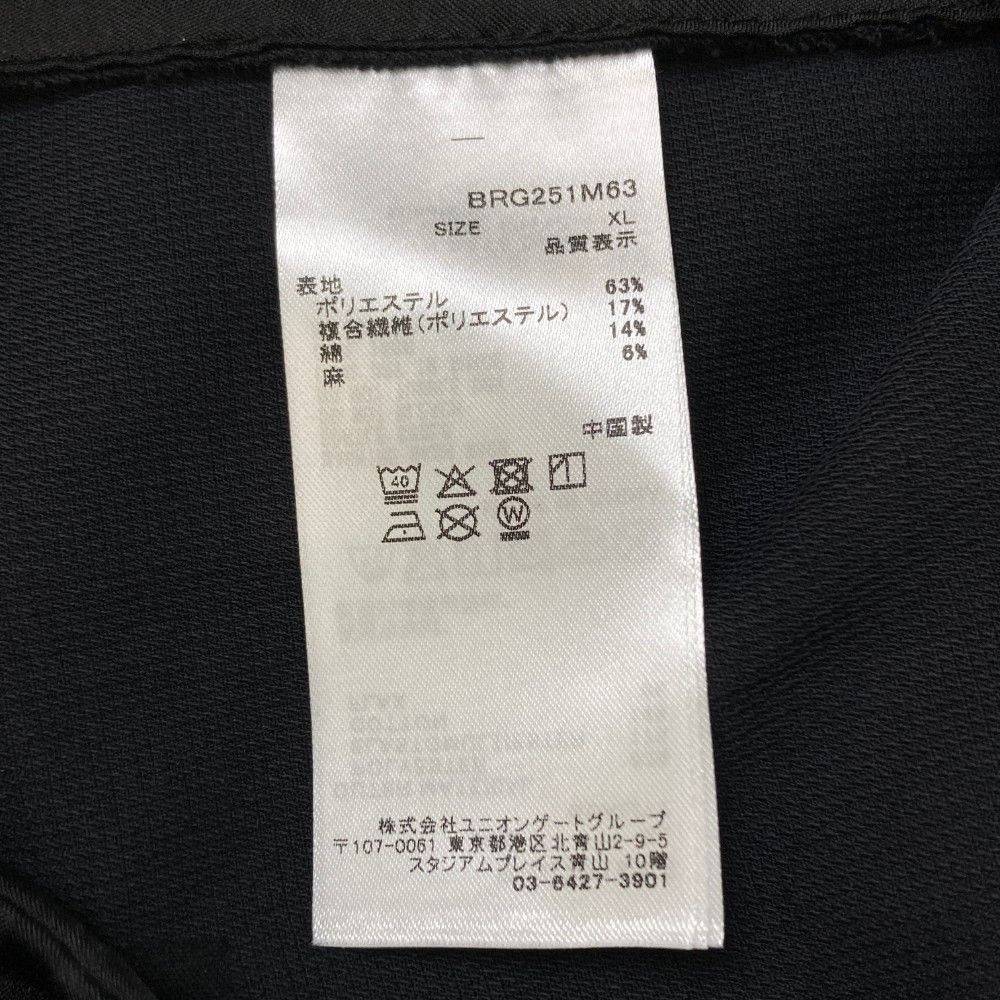 BRG251M63
SIZE XL
品質表示
表地
ポリエステル 63%
複合繊維(ポリエステル) 17%
綿 14%
麻 6%
中国製
40
W
株式会社ユニオンゲートグループ
〒107-0061 東京都港区北青山2-9-5
スタジアムプレイス青山 10階
03-6427-3901